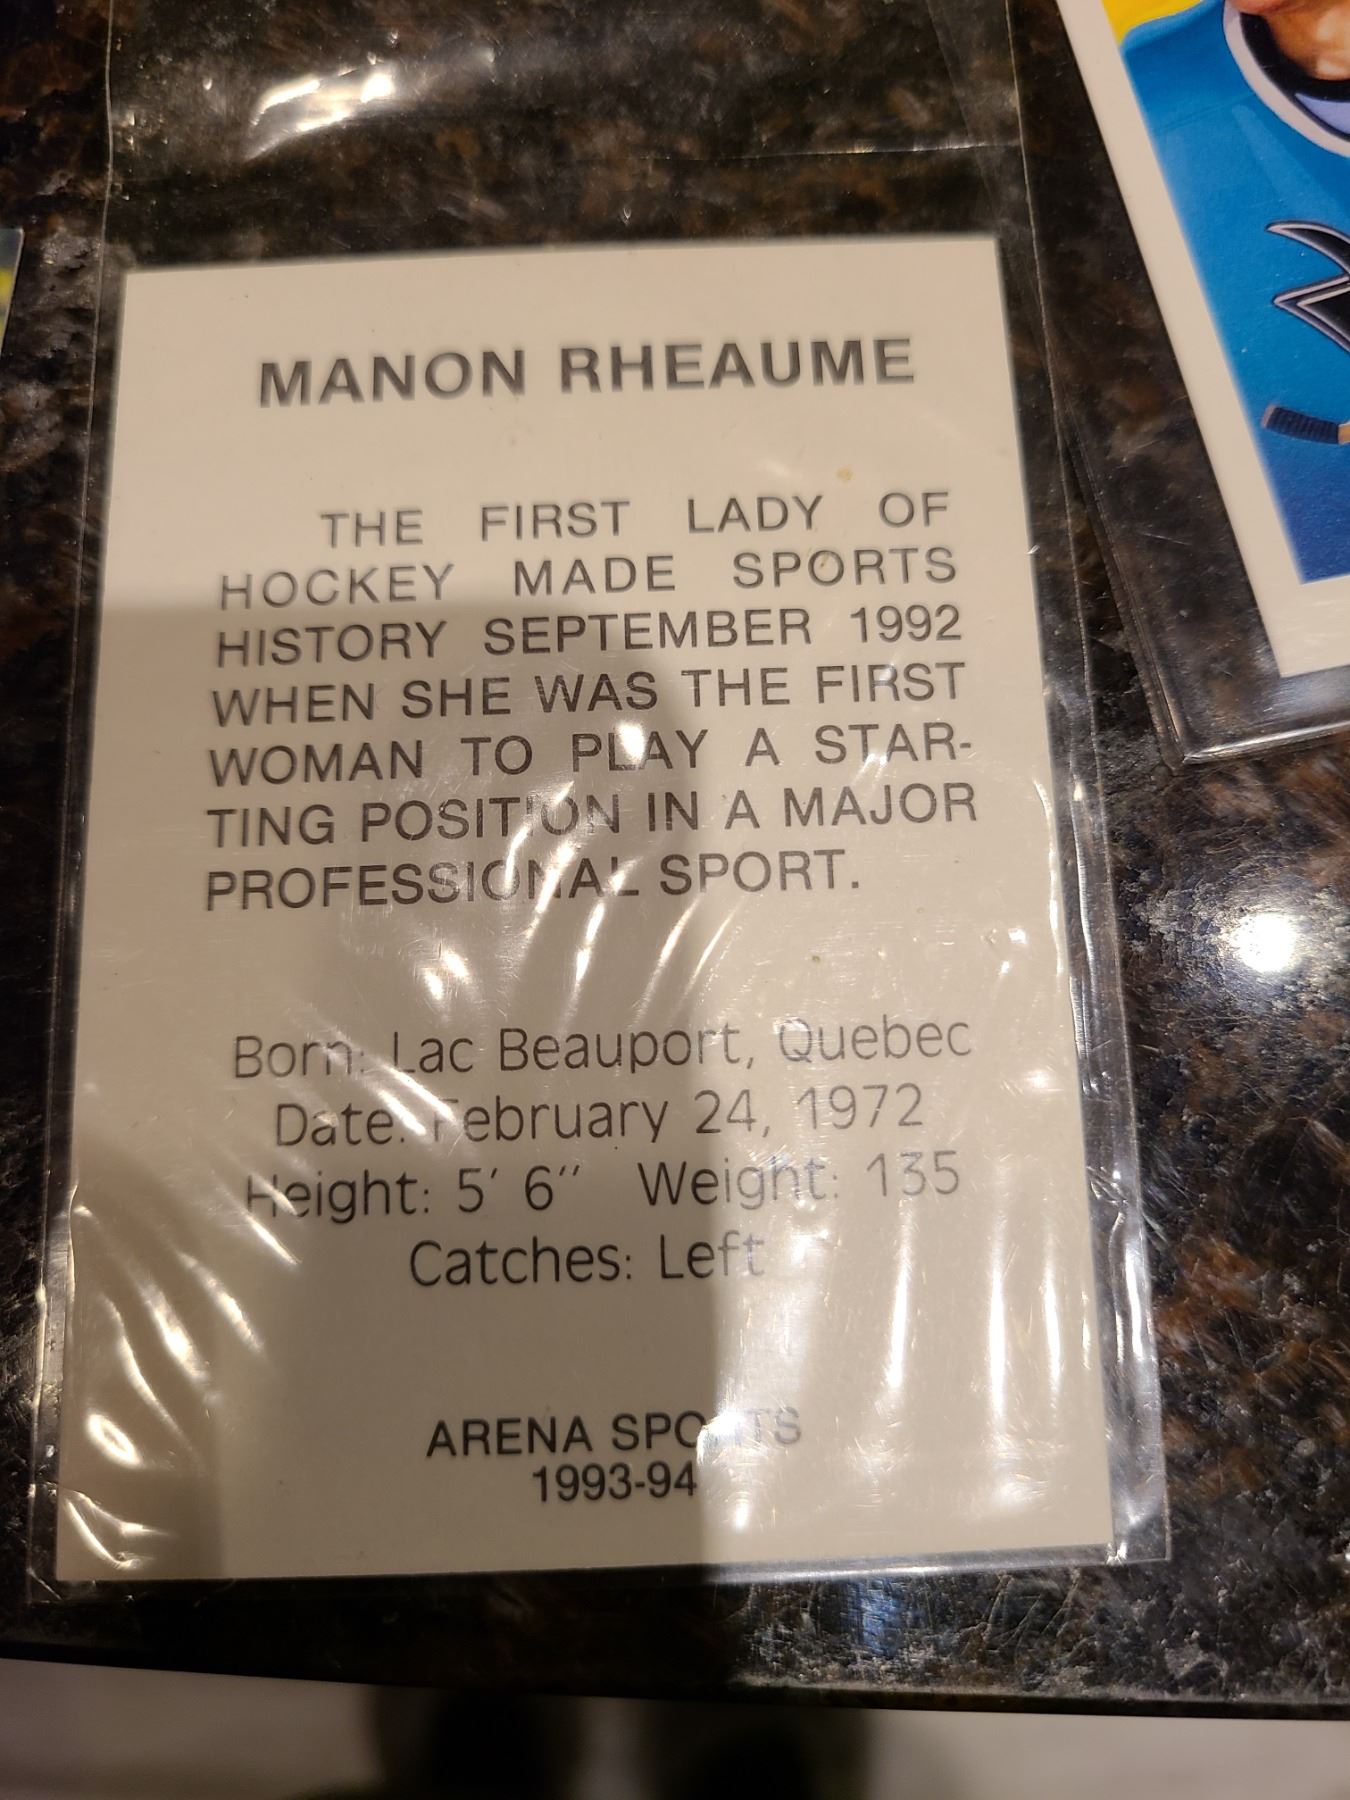 MANON RHEAUME
THE FIRST LADY OF
HOCKEY MADE SPORTS
HISTORY SEPTEMBER 1992
WHEN SHE WAS THE FIRST
WOMAN TO PLAY A STAR-
TING POSITION IN A MAJOR
PROFESSIONAL SPORT.
Born: Lac Beauport, Quebec
Date: February 24, 1972
Height: 5' 6" Weight: 135
Catches: Left
ARENA SPORTS
1993-94